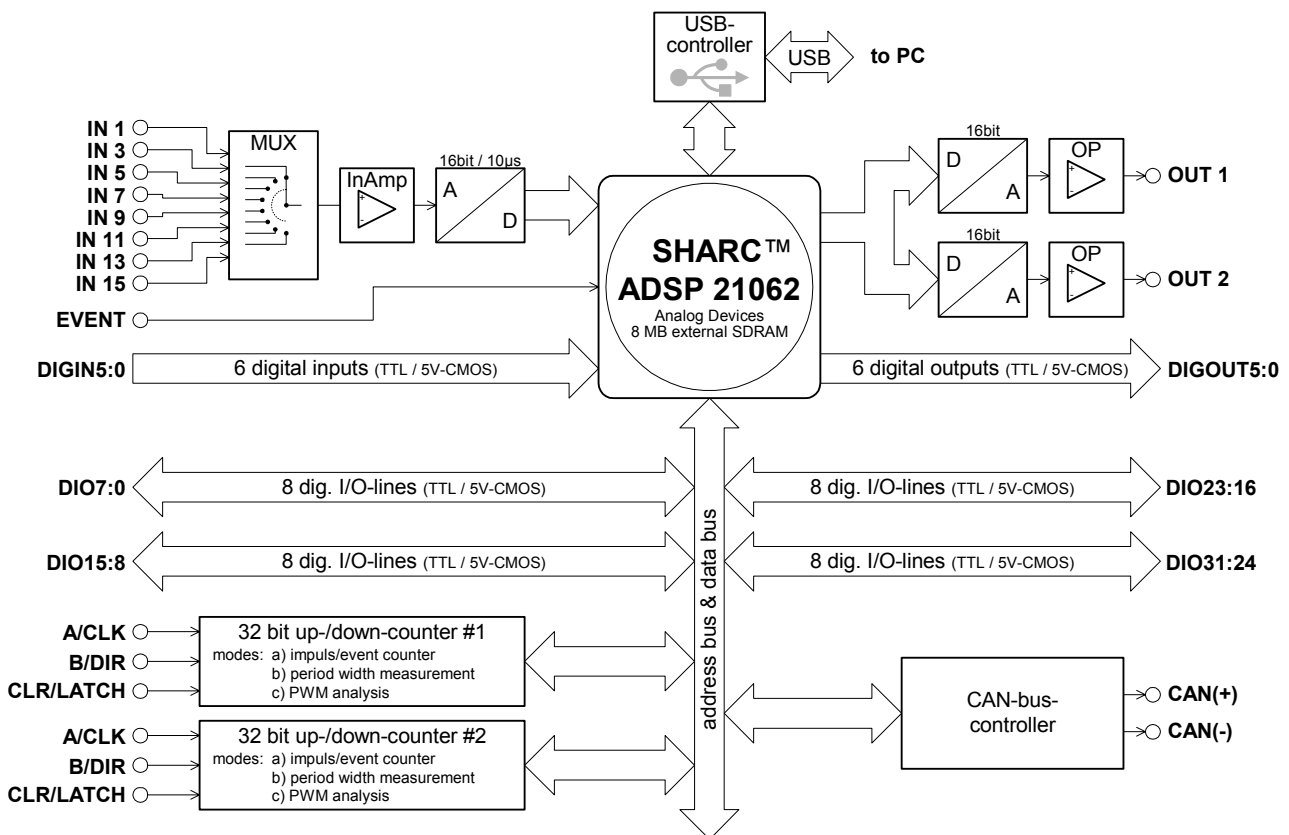 USB-
controller
USB
to PC
IN 1
IN 3
IN 5
IN 7
IN 9
IN 11
IN 13
IN 15
MUX
InAmp
+
-
16bit / 10µs
A
D
EVENT
DIGIN5:0
6 digital inputs (TTL / 5V-CMOS)
SHARC™
ADSP 21062
Analog Devices
8 MB external SDRAM
16bit
D
A
OP
+
-
OUT 1
16bit
D
A
OP
+
-
OUT 2
6 digital outputs (TTL / 5V-CMOS)
DIGOUT5:0
DIO7:0
8 dig. I/O-lines (TTL / 5V-CMOS)
8 dig. I/O-lines (TTL / 5V-CMOS)
DIO23:16
DIO15:8
8 dig. I/O-lines (TTL / 5V-CMOS)
8 dig. I/O-lines (TTL / 5V-CMOS)
DIO31:24
address bus & data bus
A/CLK
B/DIR
CLR/LATCH
32 bit up-/down-counter #1
modes: a) impuls/event counter
b) period width measurement
c) PWM analysis
A/CLK
B/DIR
CLR/LATCH
32 bit up-/down-counter #2
modes: a) impuls/event counter
b) period width measurement
c) PWM analysis
CAN-bus-
controller
CAN(+)
CAN(-)